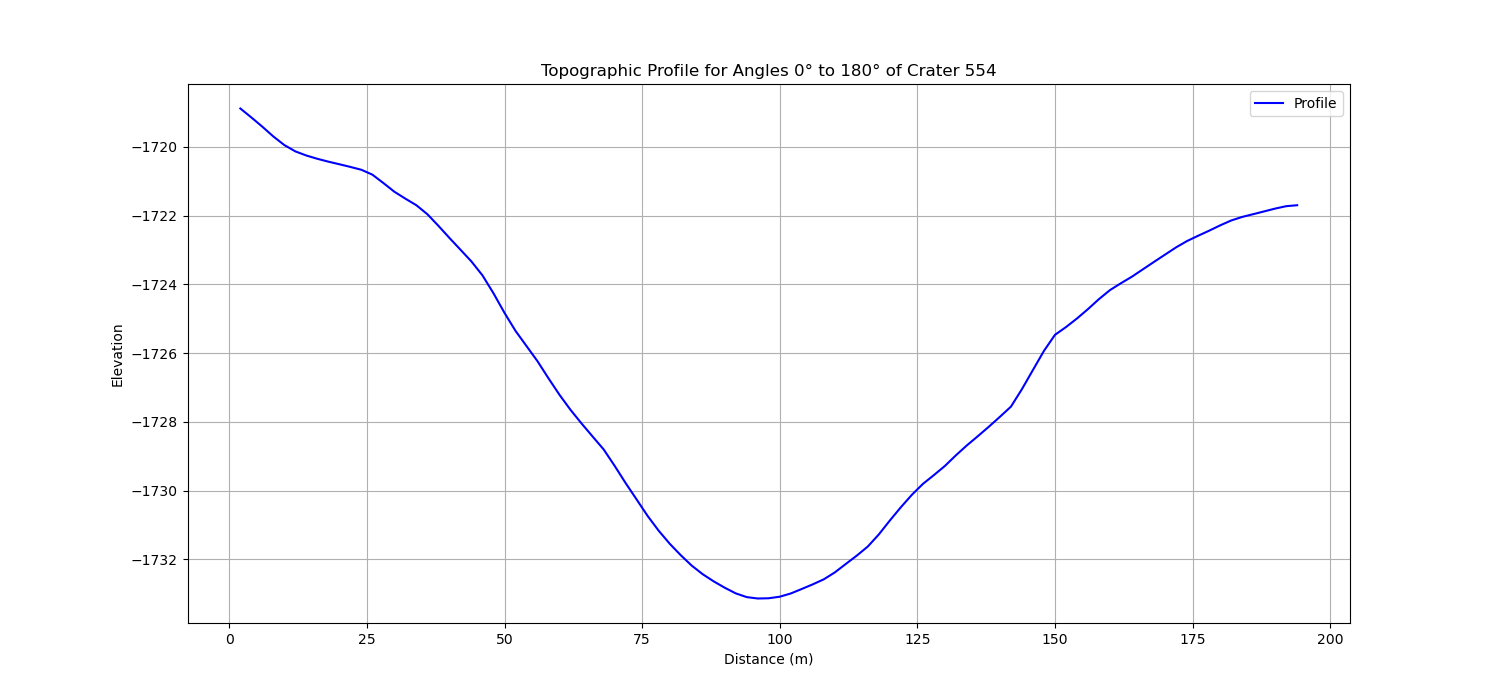 Topographic Profile for Angles 0° to 180° of Crater 554
Profile
−1720
−1722
−1724
−1726
−1728
−1730
−1732
Elevation
0 25 50 75 100 125 150 175 200
Distance (m)